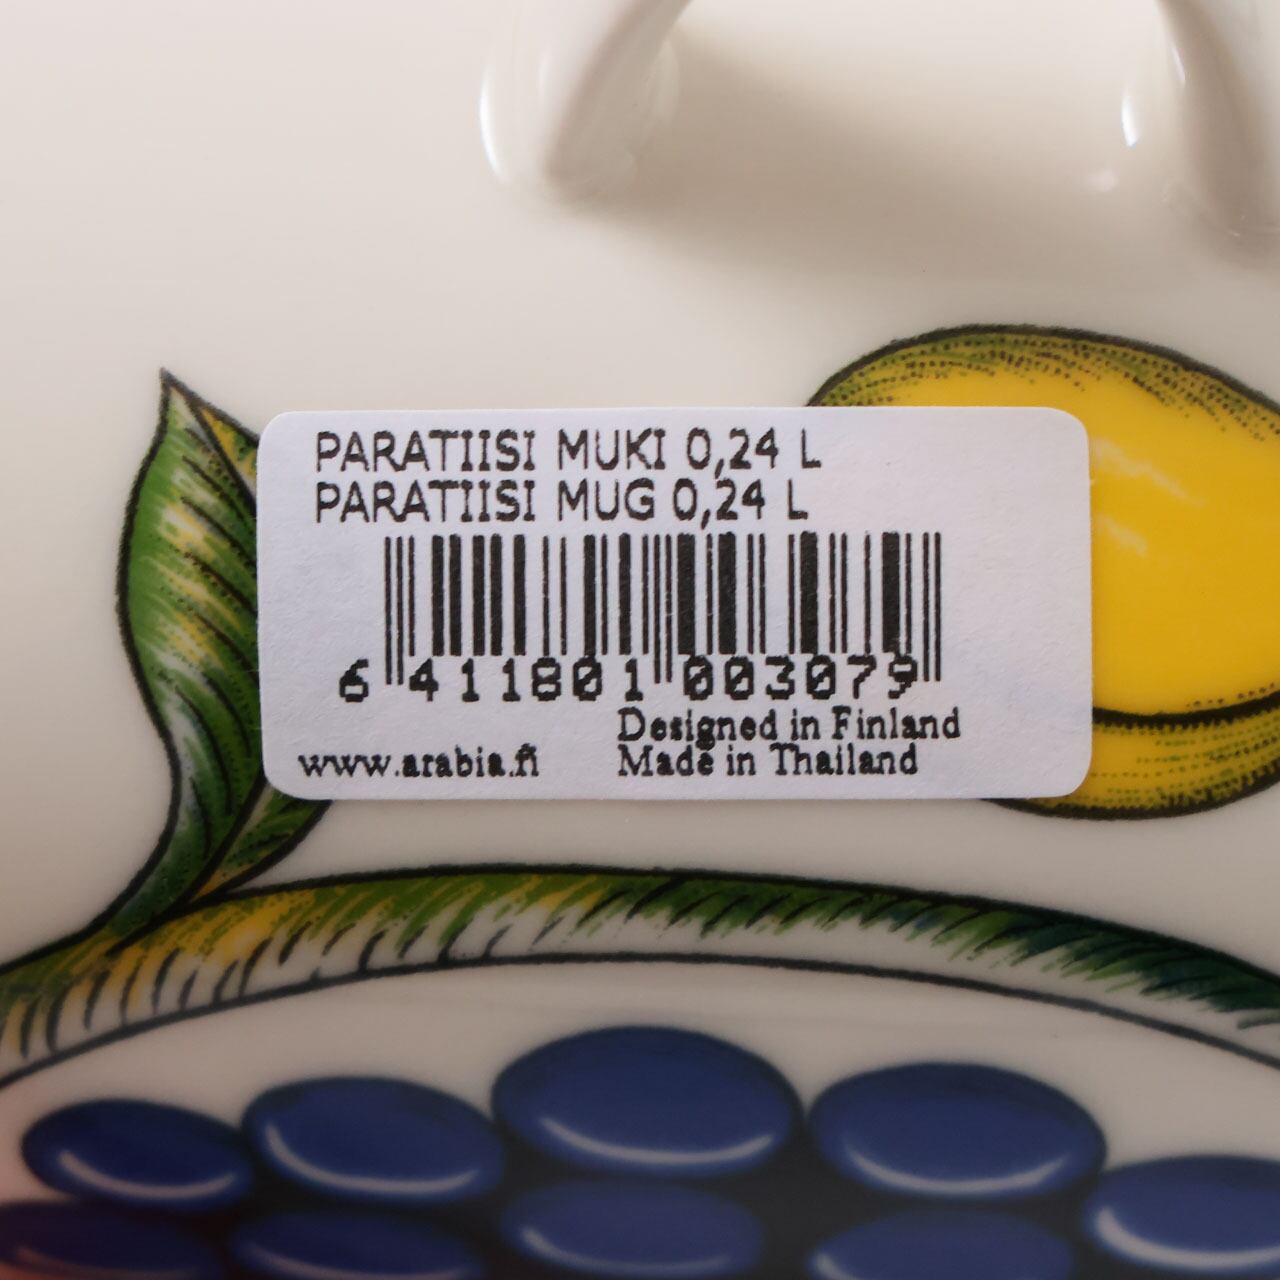 PARATIISI MUKI 0,24 L
PARATIISI MUG 0,24 L
6 411801 003079
Designed in Finland
www.arabia.fi Made in Thailand